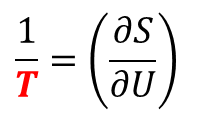 1/T = (∂S/∂U)